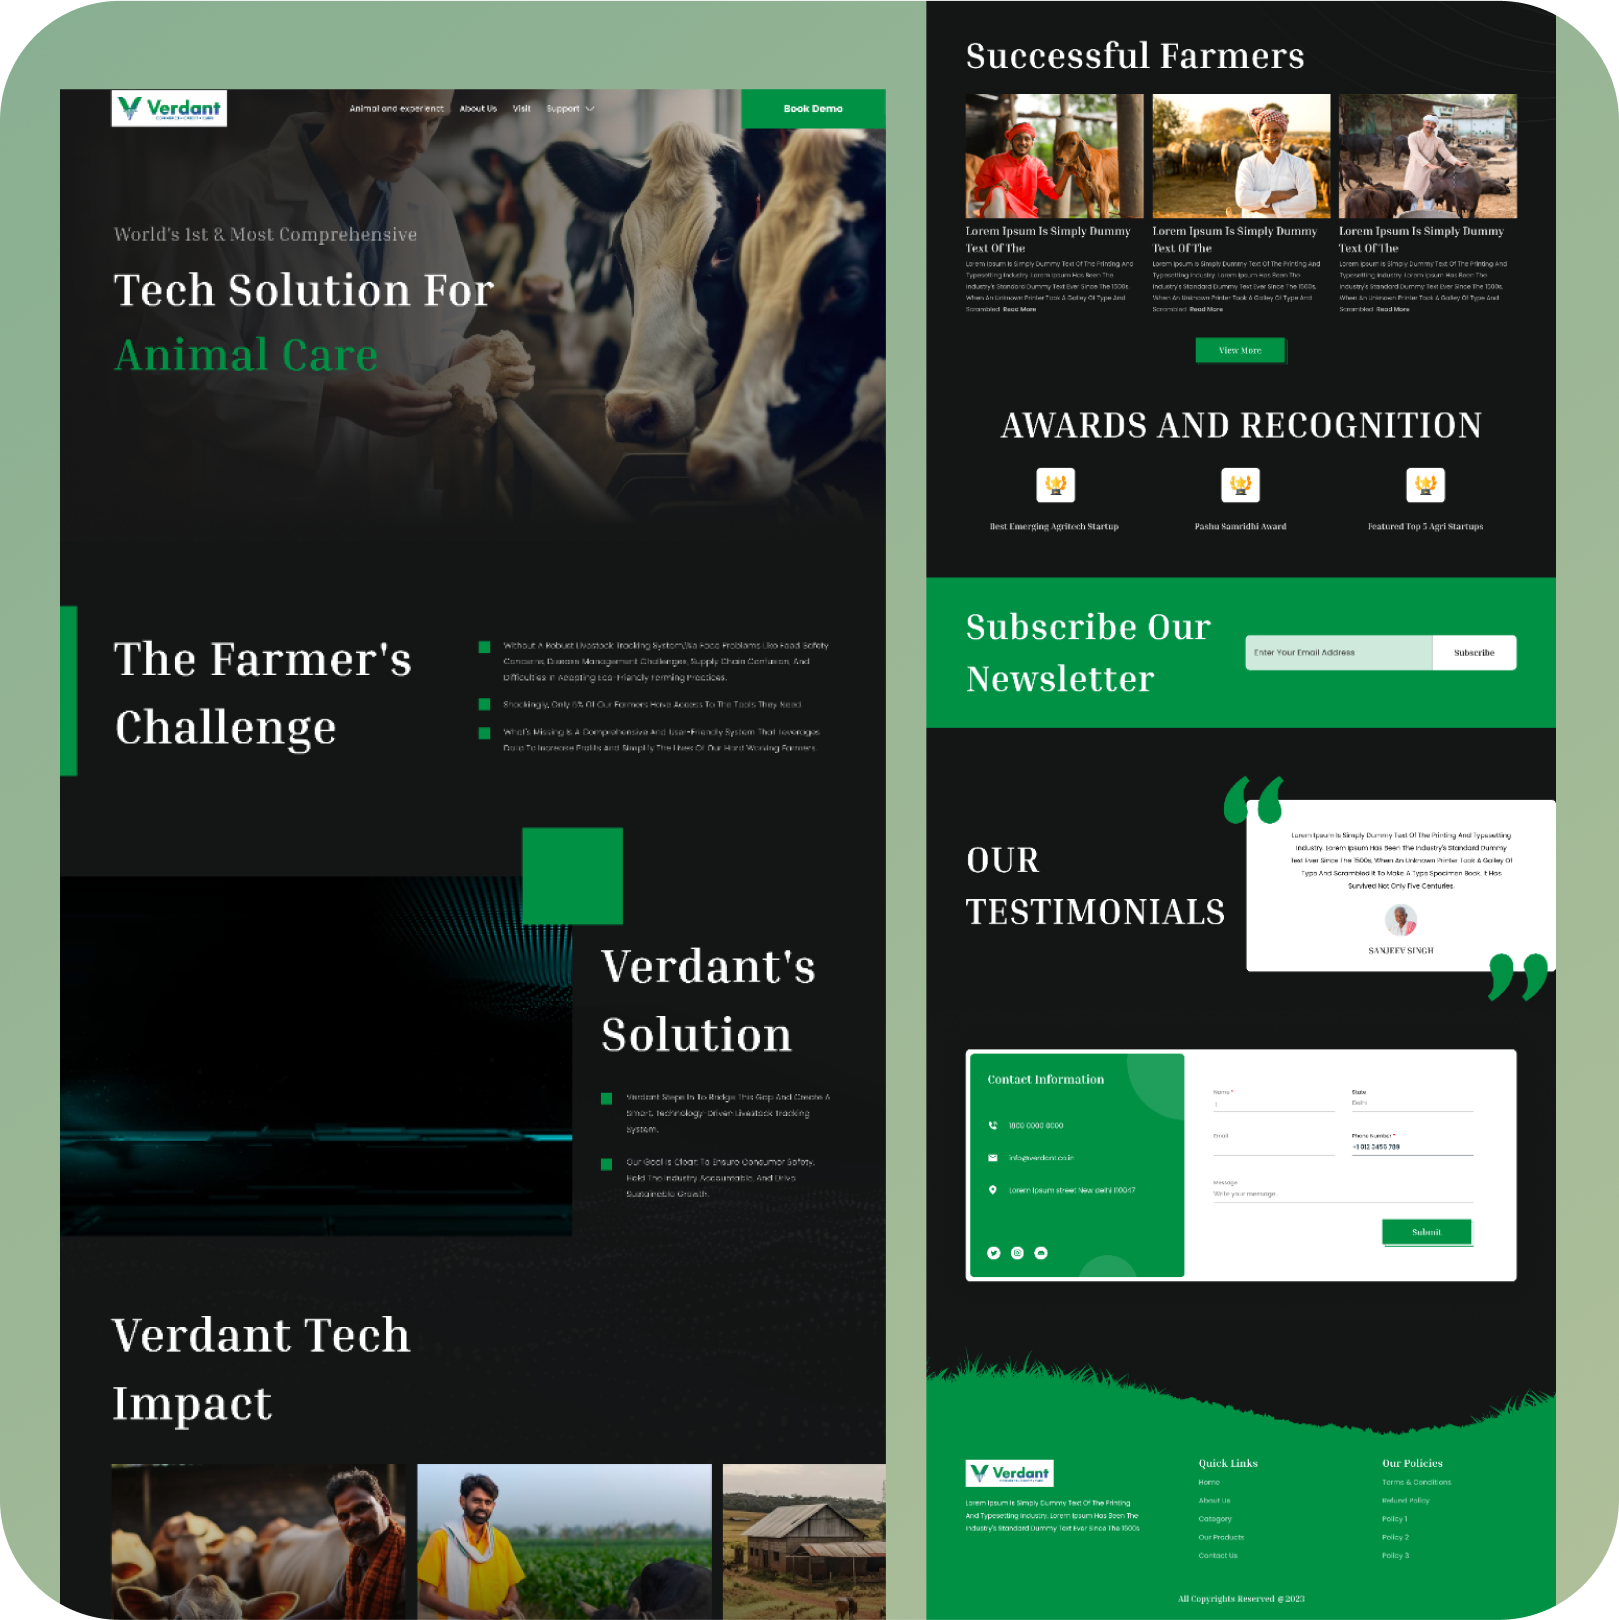 Verdant
Animal and experienct
About Us
Visit
Support
Book Demo
World's 1st & Most Comprehensive
Tech Solution For
Animal Care
The Farmer's
Challenge
Without A Robust Livestock Tracking System, We Face Problems Like Food Safety
Concerns, Disease Management Challenges, Supply Chain Confusion, And
Difficulties In Adopting Eco-Friendly Farming Practices.
Shockingly, Only 5% Of Our Farmers Have Access To The Tools They Need.
What's Missing Is A Comprehensive And User-Friendly System That Leverages
Data To Increase Profits And Simplify The Lives Of Our Hard Working Farmers.
Verdant's
Solution
Verdant Steps In To Bridge This Gap And Create A
Smart, Technology-Driven Livestock Tracking
System.
Our Goal Is Clear: To Ensure Consumer Safety,
Hold The Industry Accountable, And Drive
Sustainable Growth.
Verdant Tech
Impact
Successful Farmers
Lorem Ipsum Is Simply Dummy
Text Of The
Lorem Ipsum Is Simply Dummy Text Of The Printing And
Typesetting Industry. Lorem Ipsum Has Been The
Industry's Standard Dummy Text Ever Since The 1500s,
When An Unknown Printer Took A Galley Of Type And
Scrambled Read More
Lorem Ipsum Is Simply Dummy
Text Of The
Lorem Ipsum Is Simply Dummy Text Of The Printing And
Typesetting Industry. Lorem Ipsum Has Been The
Industry's Standard Dummy Text Ever Since The 1500s,
When An Unknown Printer Took A Galley Of Type And
Scrambled Read More
Lorem Ipsum Is Simply Dummy
Text Of The
Lorem Ipsum Is Simply Dummy Text Of The Printing And
Typesetting Industry. Lorem Ipsum Has Been The
Industry's Standard Dummy Text Ever Since The 1500s,
When An Unknown Printer Took A Galley Of Type And
Scrambled Read More
View More
AWARDS AND RECOGNITION
Best Emerging Agritech Startup
Pashu Samridhi Award
Featured Top 5 Agri Startups
Subscribe Our
Newsletter
Enter Your Email Address
Subscribe
OUR
TESTIMONIALS
Lorem Ipsum Is Simply Dummy Text Of The Printing And Typesetting
Industry. Lorem Ipsum Has Been The Industry's Standard Dummy
Text Ever Since The 1500s, When An Unknown Printer Took A Galley Of
Type And Scrambled It To Make A Type Specimen Book. It Has
Survived Not Only Five Centuries.
SANJEEV SINGH
Contact Information
1800 0000 0000
info@verdant.co.in
Lorem Ipsum street New delhi 110047
Name *
State
Delhi
Email
Phone Number *
+1 012 3456 789
Message
Write your message..
Submit
Verdant
Lorem Ipsum Is Simply Dummy Text Of The Printing
And Typesetting Industry. Lorem Ipsum Has Been The
Industry's Standard Dummy Text Ever Since The 1500s
Quick Links
Home
About Us
Category
Our Products
Contact Us
Our Policies
Terms & Conditions
Refund Policy
Policy 1
Policy 2
Policy 3
All Copyrights Reserved @ 2023